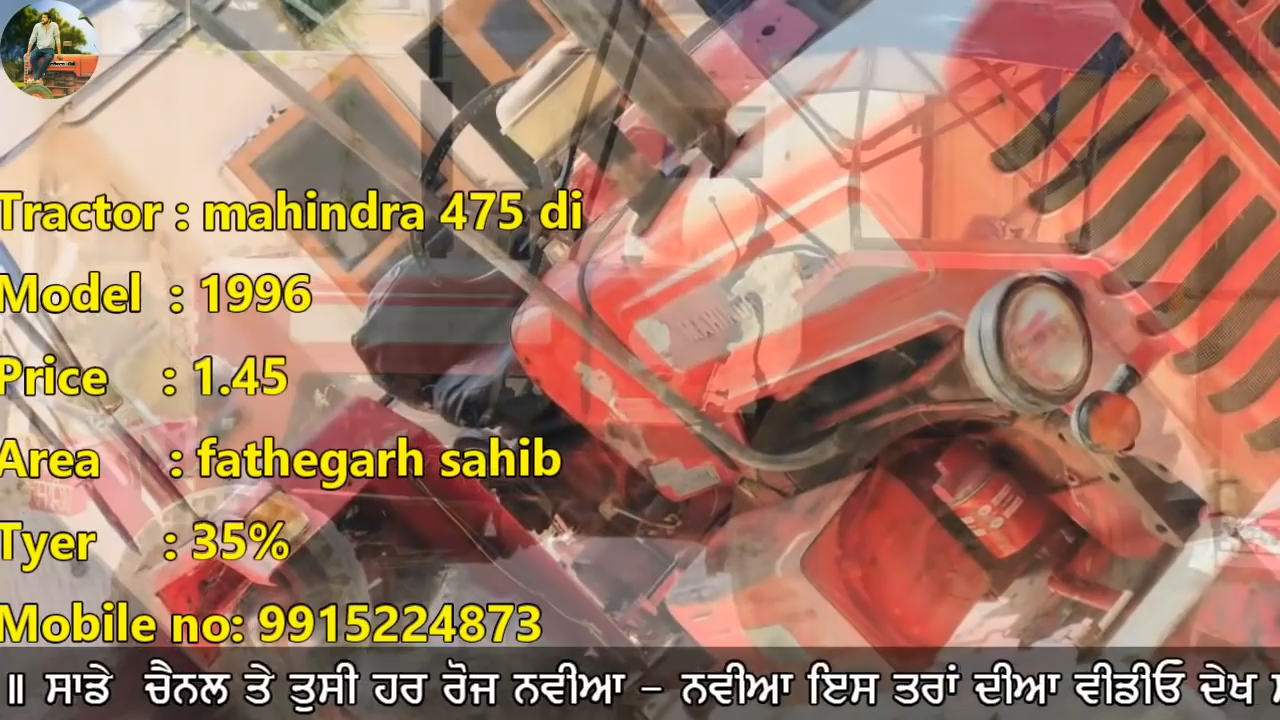 Tractor : mahindra 475 di
Model : 1996
Price : 1.45
Area : fathegarh sahib
Tyer : 35%
Mobile no: 9915224873
॥ ਸਾਡੇ ਚੈਨਲ ਤੇ ਤੁਸੀ ਹਰ ਰੋਜ ਨਵੀਆ - ਨਵੀਆ ਇਸ ਤਰਾਂ ਦੀਆ ਵੀਡੀਓ ਦੇਖ